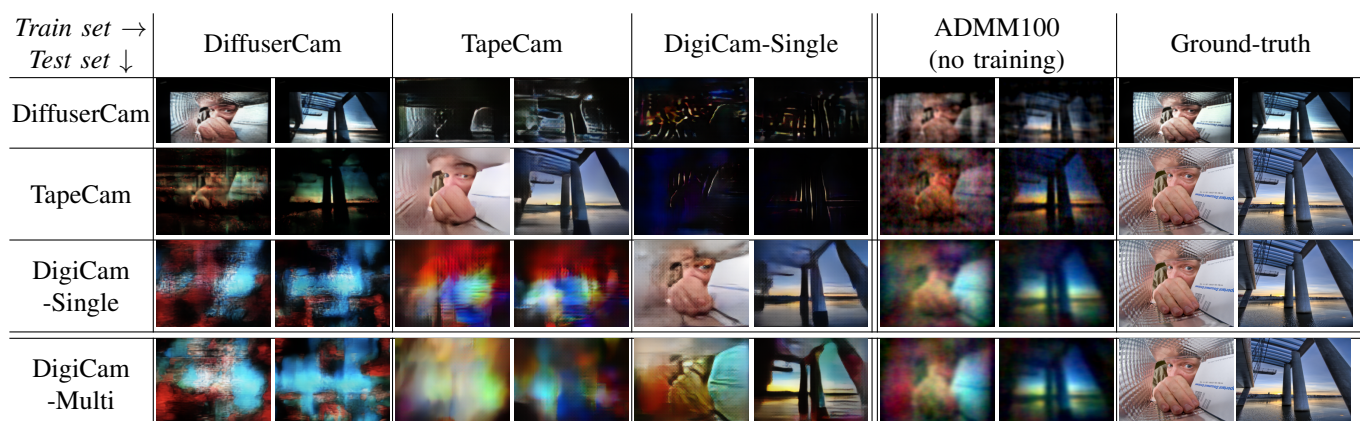 Train set →
Test set ↓
DiffuserCam
TapeCam
DigiCam-Single
ADMM100
(no training)
Ground-truth
DiffuserCam
TapeCam
DigiCam
-Single
DigiCam
-Multi